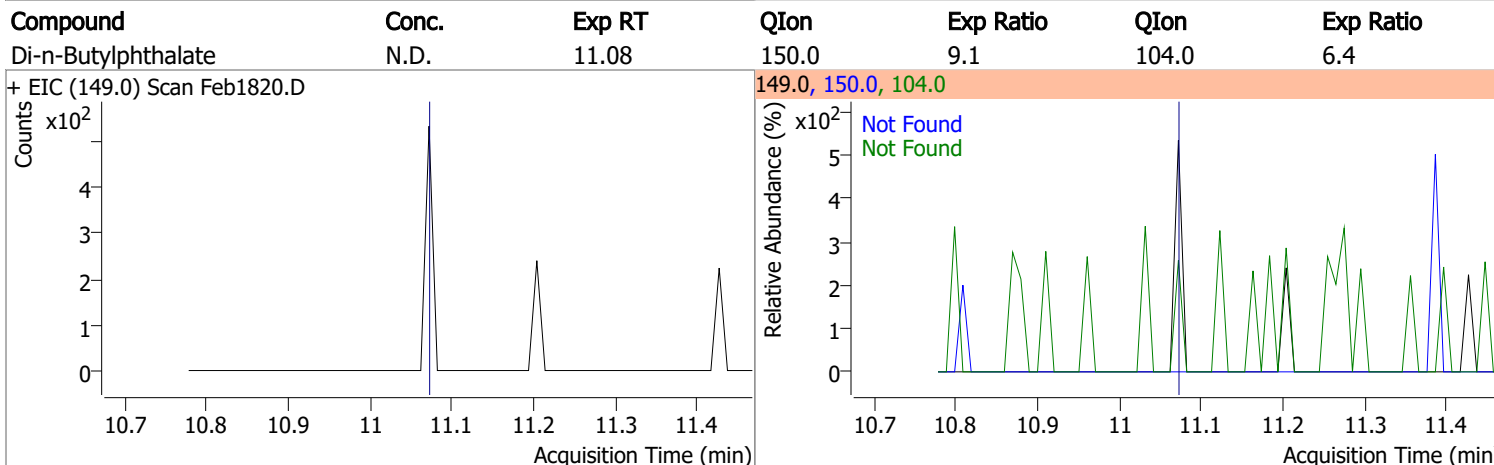 Compound Conc. Exp RT QIon Exp Ratio QIon Exp Ratio
Di-n-Butylphthalate N.D. 11.08 150.0 9.1 104.0 6.4
+ EIC (149.0) Scan Feb1820.D
Counts
x10²
4
3
2
1
0
10.7 10.8 10.9 11 11.1 11.2 11.3 11.4
Acquisition Time (min)
149.0, 150.0, 104.0
Relative Abundance (%)
x10²
Not Found
Not Found
5
4
3
2
1
0
10.7 10.8 10.9 11 11.1 11.2 11.3 11.4
Acquisition Time (min